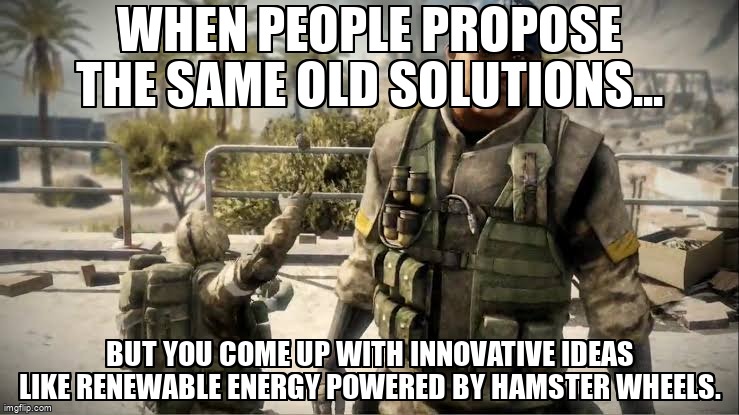 WHEN PEOPLE PROPOSE
THE SAME OLD SOLUTIONS...
BUT YOU COME UP WITH INNOVATIVE IDEAS
LIKE RENEWABLE ENERGY POWERED BY HAMSTER WHEELS.
imgflip.com